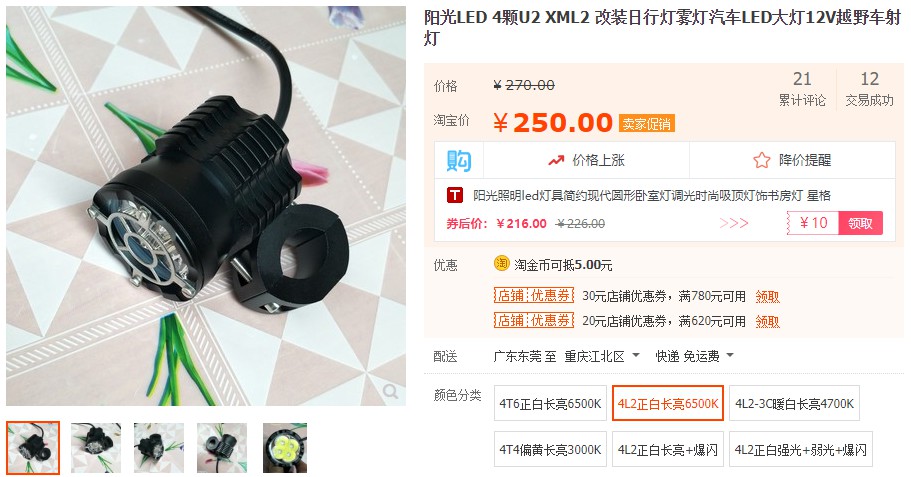 阳光LED 4颗U2 XML2 改装日行灯雾灯汽车LED大灯12V越野车射
灯
价格 ¥ 270.00
21 累计评论
12 交易成功
淘宝价 ¥ 250.00 卖家促销
购 价格上涨 降价提醒
T 阳光照明led灯具简约现代圆形卧室灯调光时尚吸顶灯饰书房灯 星格
券后价: ¥ 216.00 ¥ 226.00 >>> ¥ 10 领取
优惠 淘 淘金币可抵5.00元
店铺 优惠券 30元店铺优惠券，满780元可用 领取
店铺 优惠券 20元店铺优惠券，满620元可用 领取
配送 广东东莞 至 重庆江北区 快递 免运费
颜色分类 4T6正白长亮6500K 4L2正白长亮6500K 4L2-3C暖白长亮4700K
4T4偏黄长亮3000K 4L2正白长亮+爆闪 4L2正白强光+弱光+爆闪